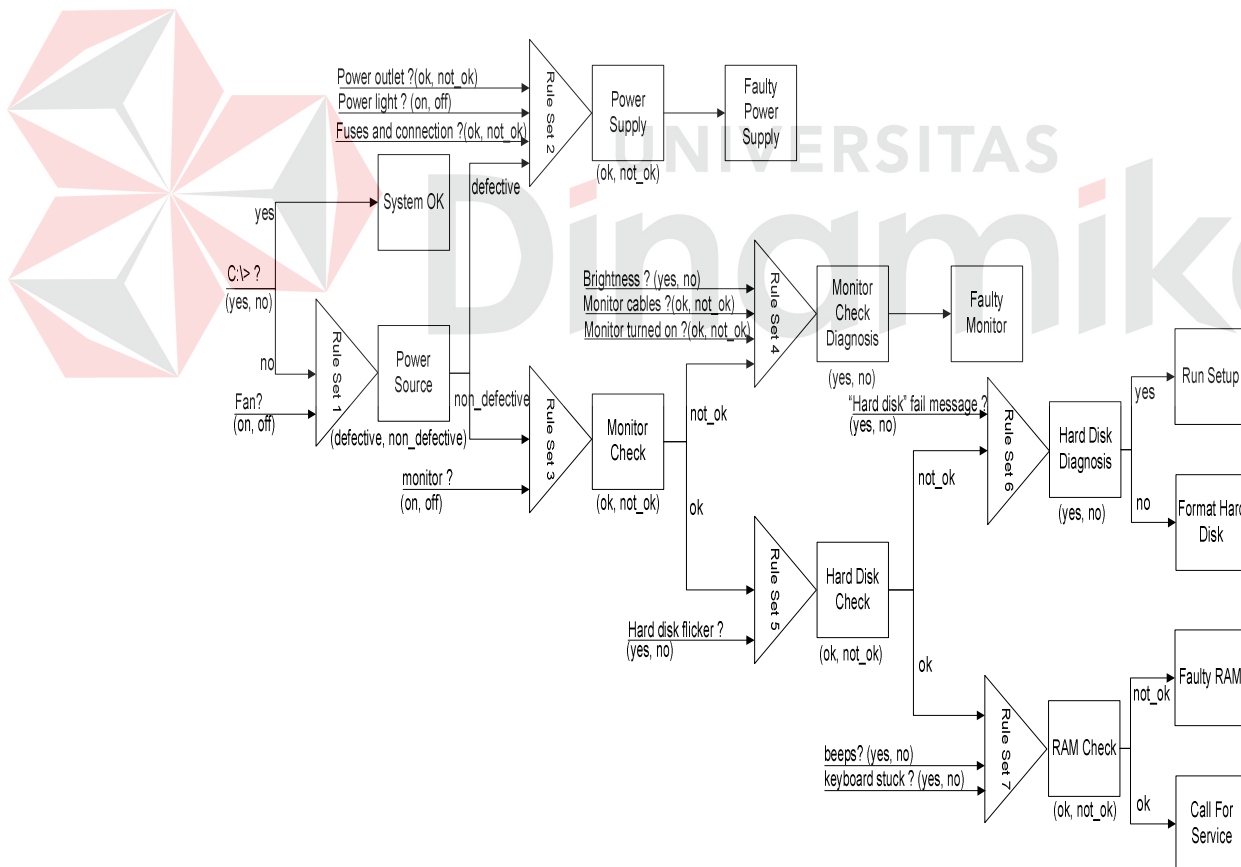 Power outlet ?(ok, not_ok)
Power light ? (on, off)
Fuses and connection ?(ok, not_ok)
Rule Set 2
Power
Supply
(ok, not_ok)
Faulty
Power
Supply
UNIVERSITAS
Dinamika
defective
System OK
yes
C:\> ?
(yes, no)
no
Fan?
(on, off)
Rule Set 1
Power
Source
(defective, non_defective)
non_defective
monitor ?
(on, off)
Rule Set 3
Monitor
Check
(ok, not_ok)
not_ok
ok
Brightness ? (yes, no)
Monitor cables ?(ok, not_ok)
Monitor turned on ?(ok, not_ok)
Rule Set 4
Monitor
Check
Diagnosis
(yes, no)
Faulty
Monitor
Hard disk flicker ?
(yes, no)
Rule Set 5
Hard Disk
Check
(ok, not_ok)
not_ok
ok
"Hard disk" fail message ?
(yes, no)
Rule Set 6
Hard Disk
Diagnosis
(yes, no)
yes
Run Setup
no
Format Hard
Disk
beeps? (yes, no)
keyboard stuck ? (yes, no)
Rule Set 7
RAM Check
(ok, not_ok)
not_ok
Faulty RAM
ok
Call For
Service